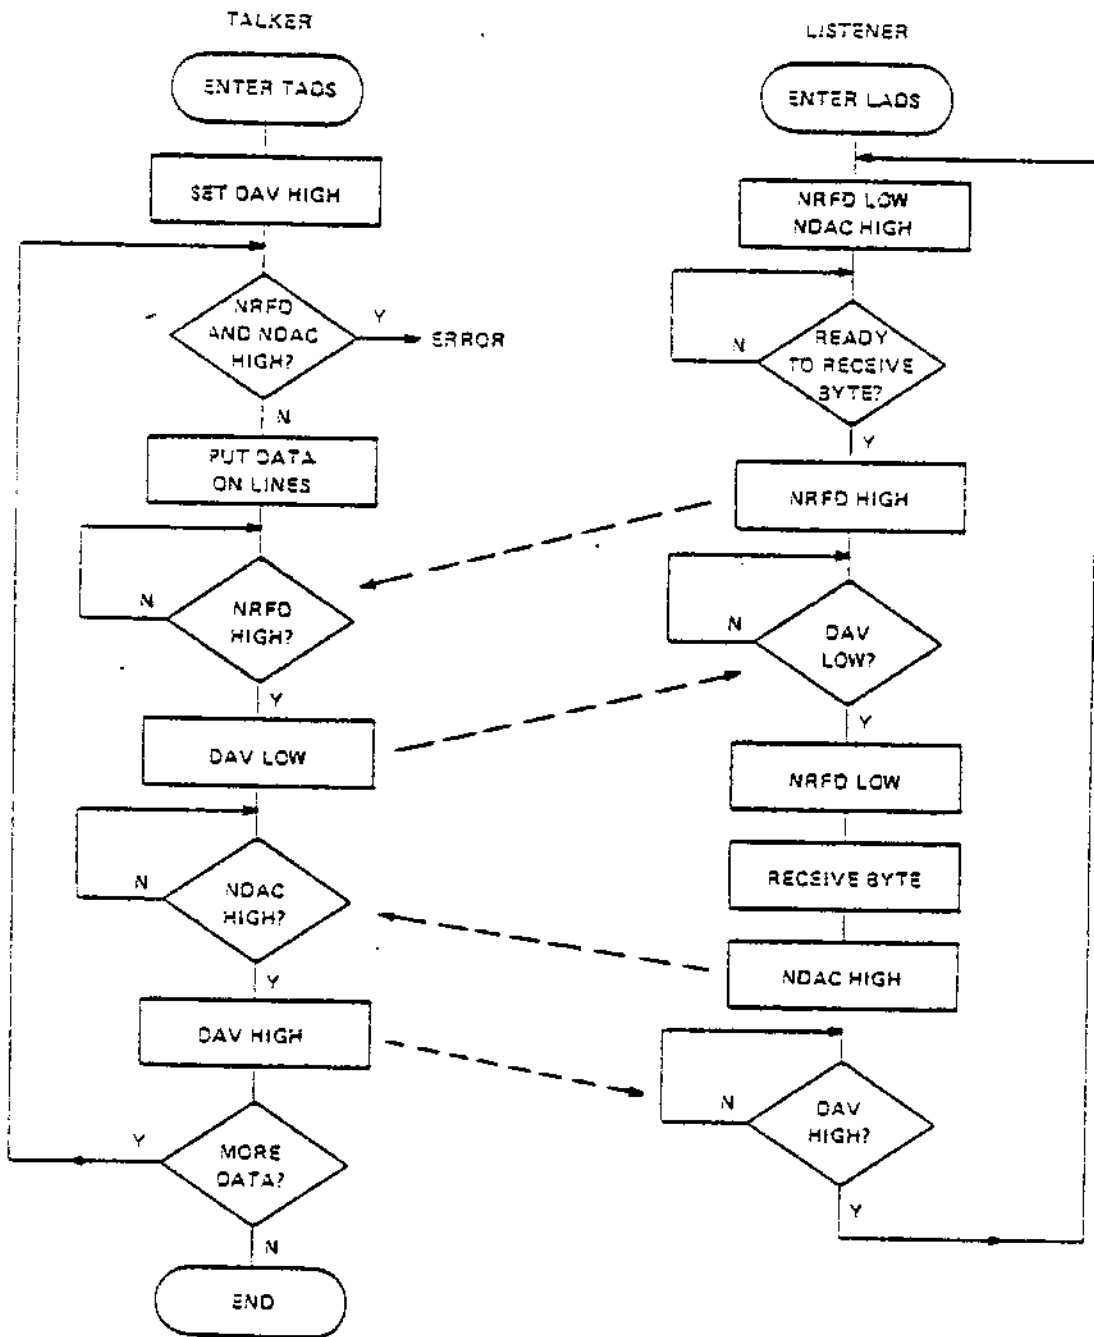 TALKER
ENTER TADS
SET DAV HIGH
NRFD
AND NDAC
HIGH?
Y
ERROR
N
PUT DATA
ON LINES
N
NRFD
HIGH?
Y
DAV LOW
N
NDAC
HIGH?
Y
DAV HIGH
Y
MORE
DATA?
N
END
LISTENER
ENTER LADS
NRFD LOW
NDAC HIGH
N
READY
TO RECEIVE
BYTE?
Y
NRFD HIGH
N
DAV
LOW?
Y
NRFD LOW
RECEIVE BYTE
NDAC HIGH
N
DAV
HIGH?
Y